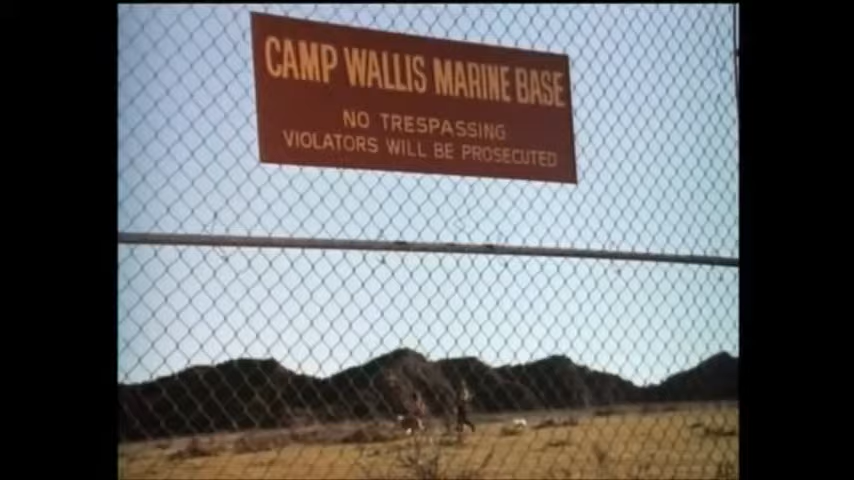 CAMP WALLIS MARINE BASE
NO TRESPASSING
VIOLATORS WILL BE PROSECUTED